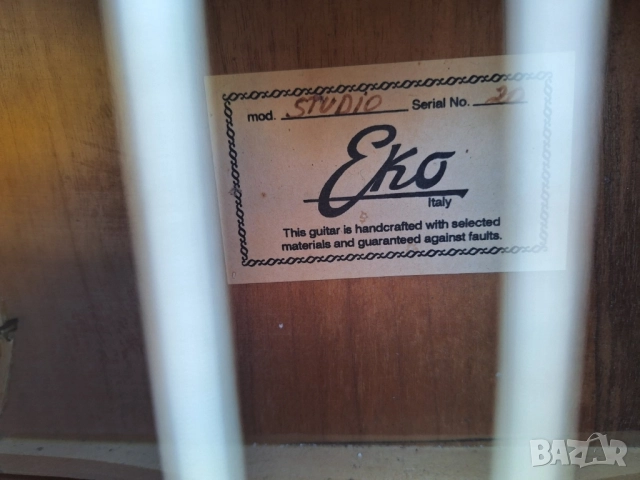 mod. STUDIO Serial No. 20
Eko
Italy
This guitar is handcrafted with selected
materials and guaranteed against faults.
BAZAR